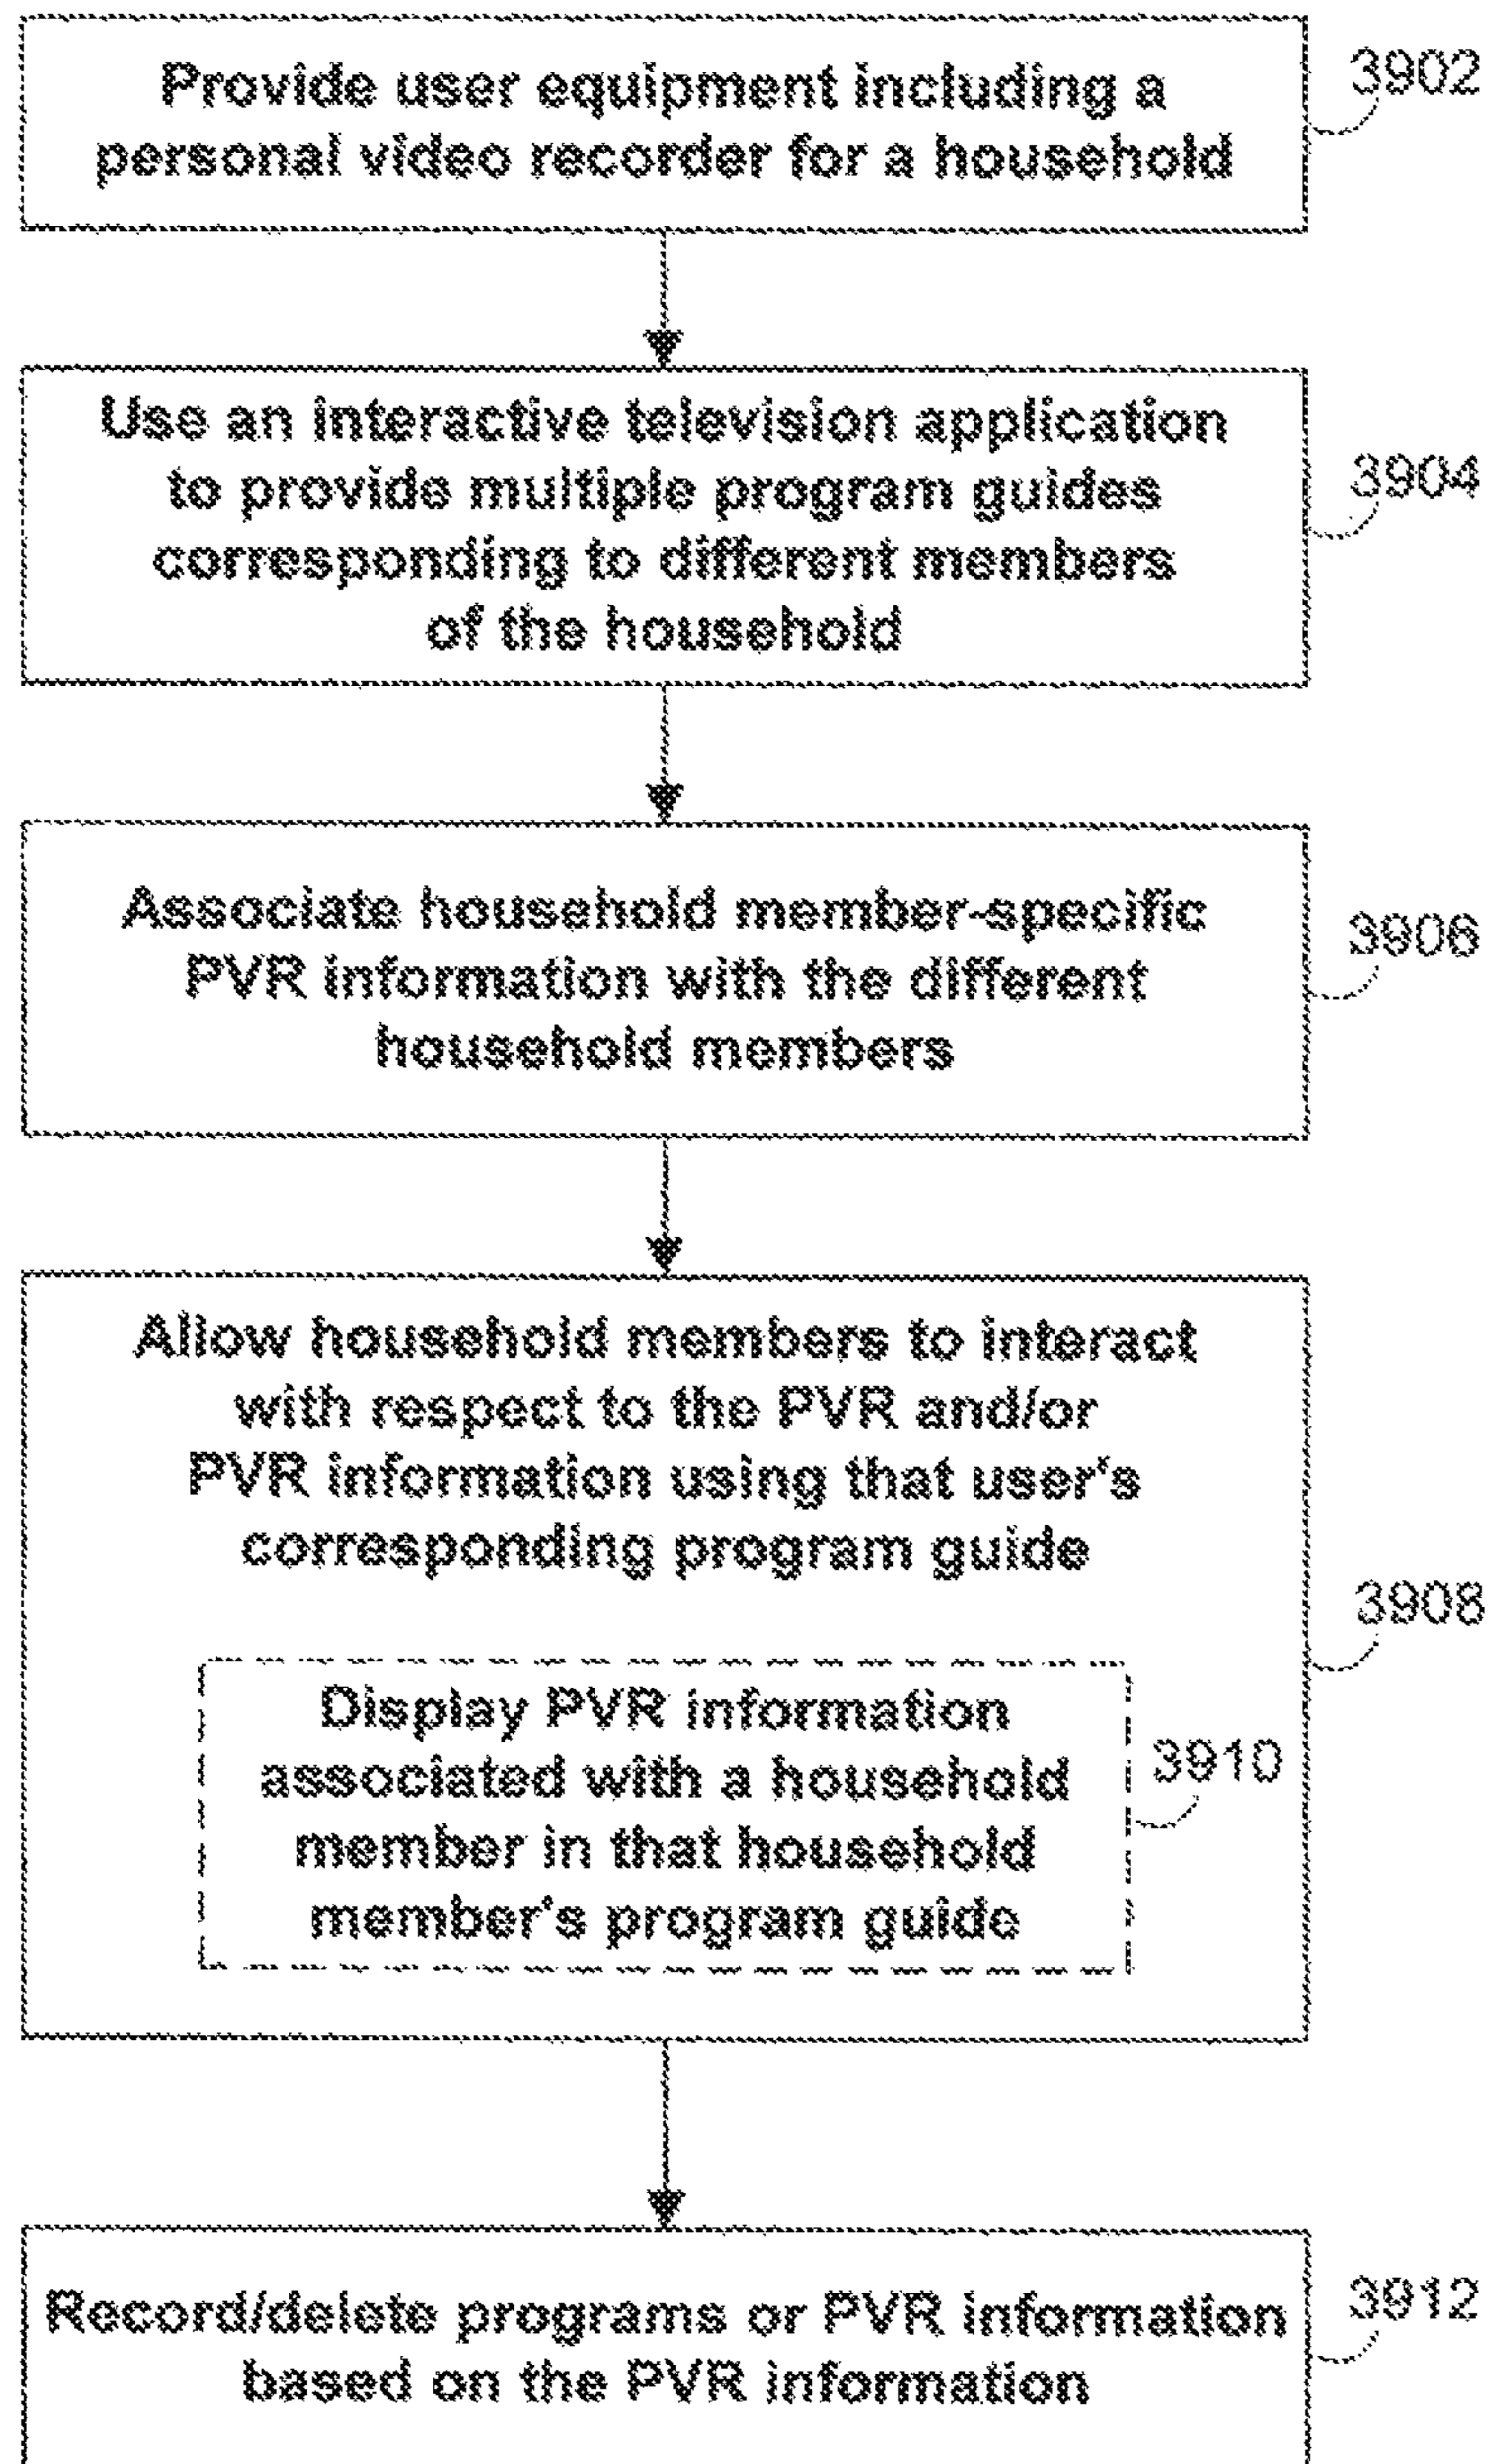 Provide user equipment including a
personal video recorder for a household
3902
Use an interactive television application
to provide multiple program guides
corresponding to different members
of the household
3904
Associate household member-specific
PVR information with the different
household members
3906
Allow household members to interact
with respect to the PVR and/or
PVR information using that user's
corresponding program guide
3908
Display PVR information
associated with a household
member in that household
member's program guide
3910
Record/delete programs or PVR information
based on the PVR information
3912